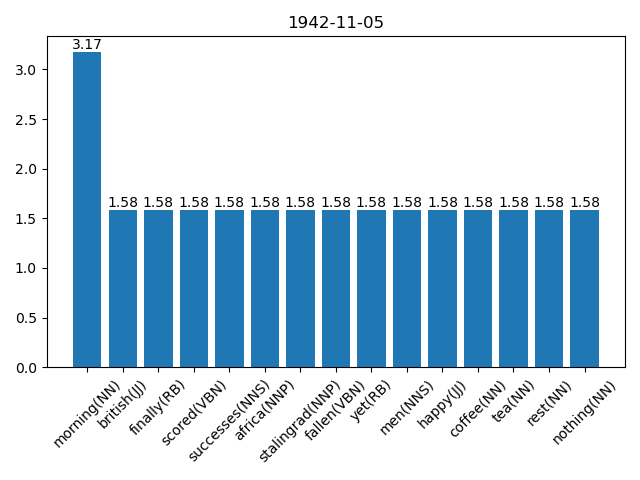 1942-11-05
3.17
1.58 1.58 1.58 1.58 1.58 1.58 1.58 1.58 1.58 1.58 1.58 1.58 1.58 1.58
3.0
2.5
2.0
1.5
1.0
0.5
0.0
morning(NN)
british(JJ)
finally(RB)
scored(VBN)
successes(NNS)
africa(NNP)
stalingrad(NNP)
fallen(VBN)
yet(RB)
men(NNS)
happy(JJ)
coffee(NN)
tea(NN)
rest(NN)
nothing(NN)